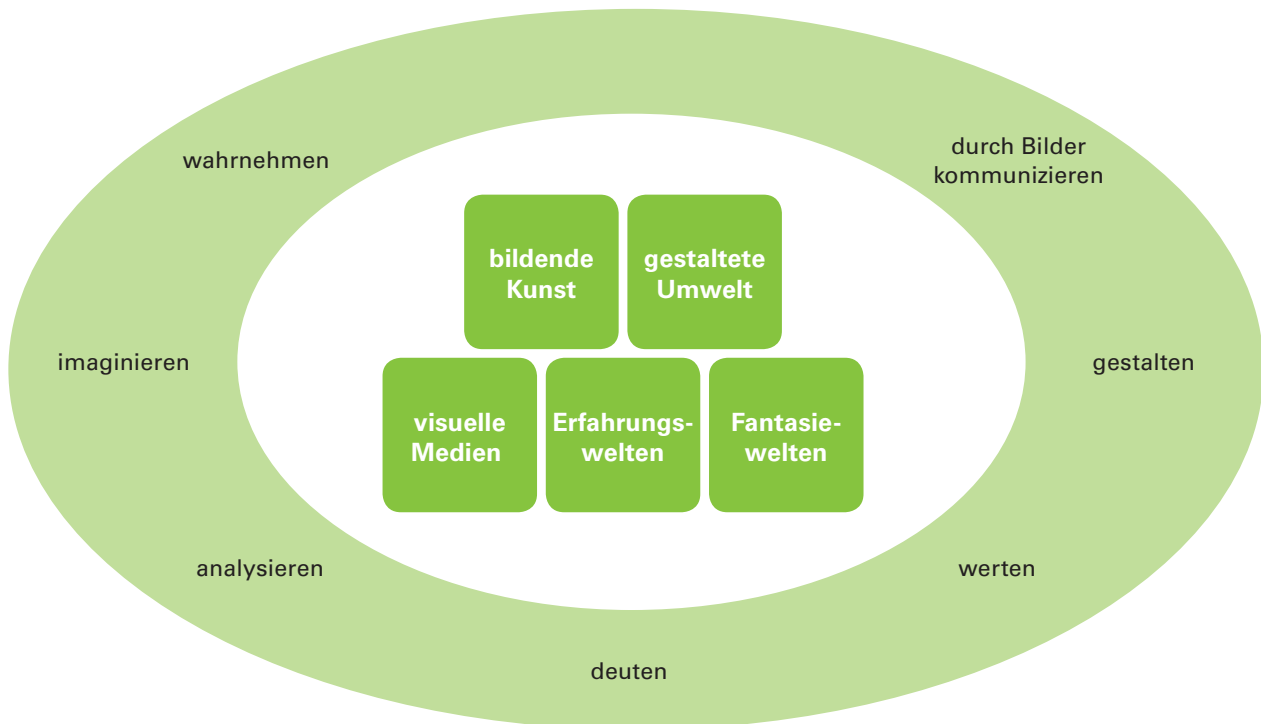 wahrnehmen
durch Bilder
kommunizieren
bildende
Kunst
gestaltete
Umwelt
imaginieren
gestalten
visuelle
Medien
Erfahrungs-
welten
Fantasie-
welten
analysieren
werten
deuten